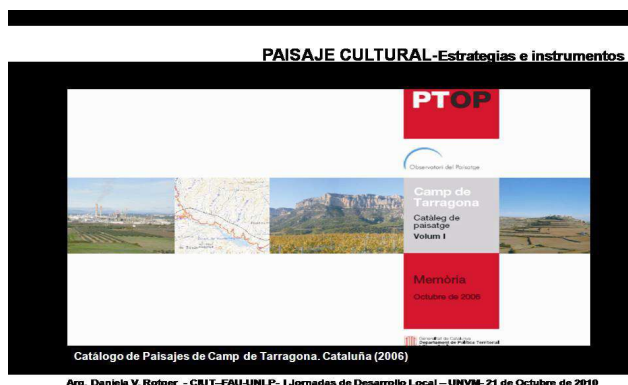 PAISAJE CULTURAL-Estrategias e instrumentos
PTOP
Observatori del Paisatge
Camp de
Tarragona
Catàleg de
paisatge
Volum I
Memòria
Octubre de 2006
Generalitat de Catalunya
Departament de Política Territorial
Catálogo de Paisajes de Camp de Tarragona. Cataluña (2006)
Arq. Daniela V. Rotger - CIUT–FAU-UNLP- I Jornadas de Desarrollo Local – UNVM- 21 de Octubre de 2010